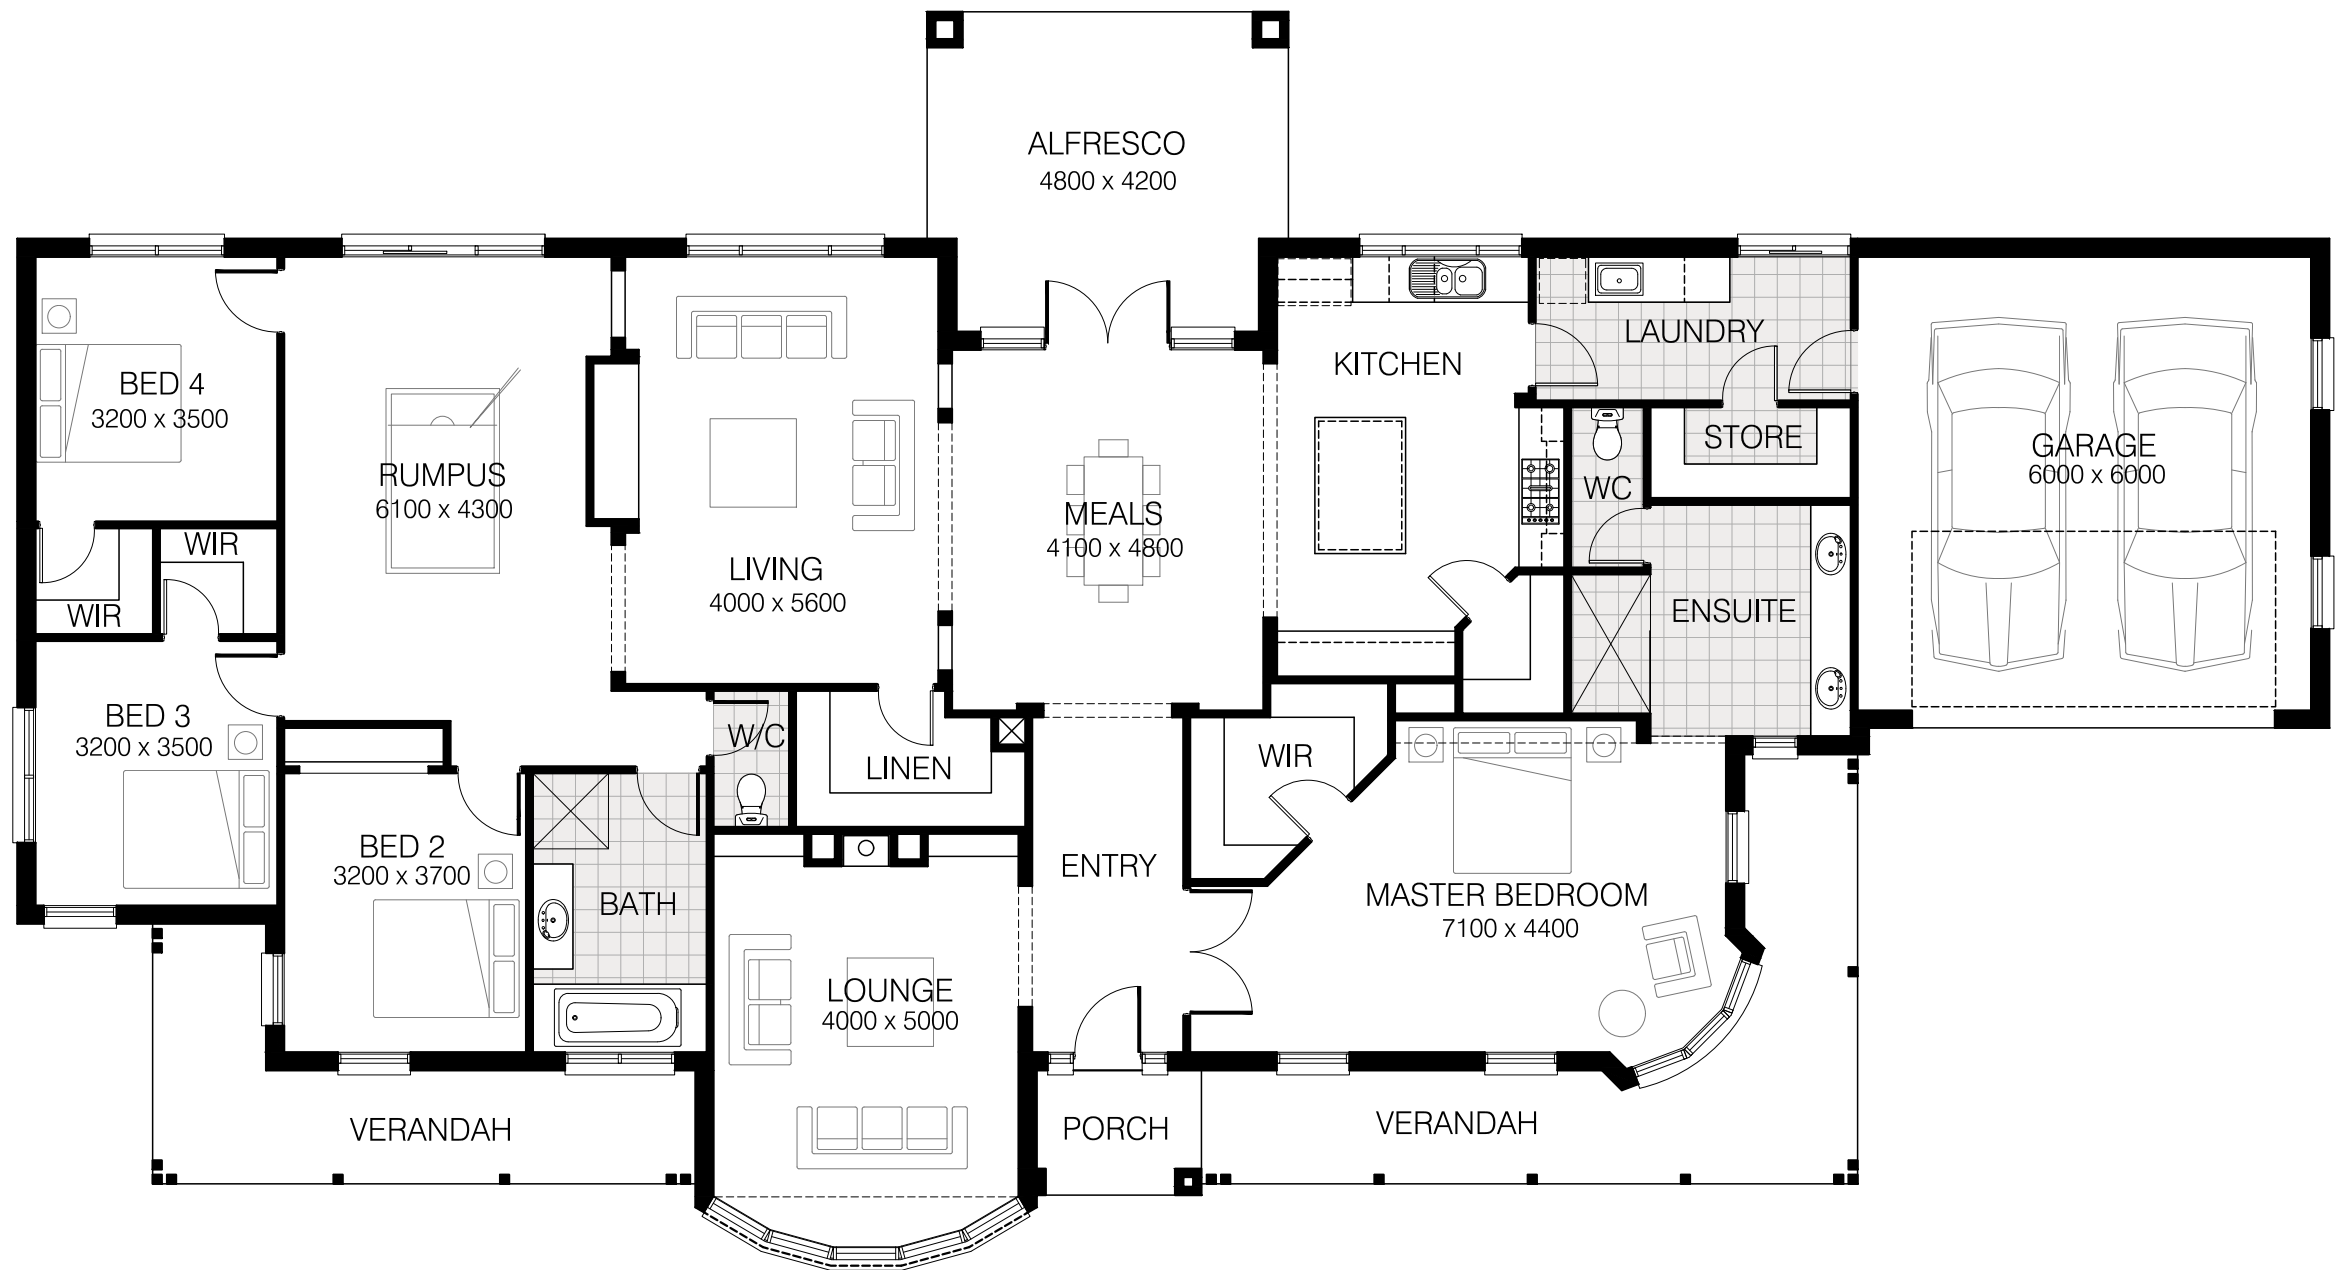 ALFRESCO
4800 x 4200
BED 4
3200 x 3500
RUMPUS
6100 x 4300
LIVING
4000 x 5600
MEALS
4100 x 4800
KITCHEN
LAUNDRY
STORE
WC
GARAGE
6000 x 6000
WIR
WIR
ENSUITE
BED 3
3200 x 3500
W/C
LINEN
WIR
BED 2
3200 x 3700
BATH
ENTRY
MASTER BEDROOM
7100 x 4400
LOUNGE
4000 x 5000
VERANDAH
PORCH
VERANDAH